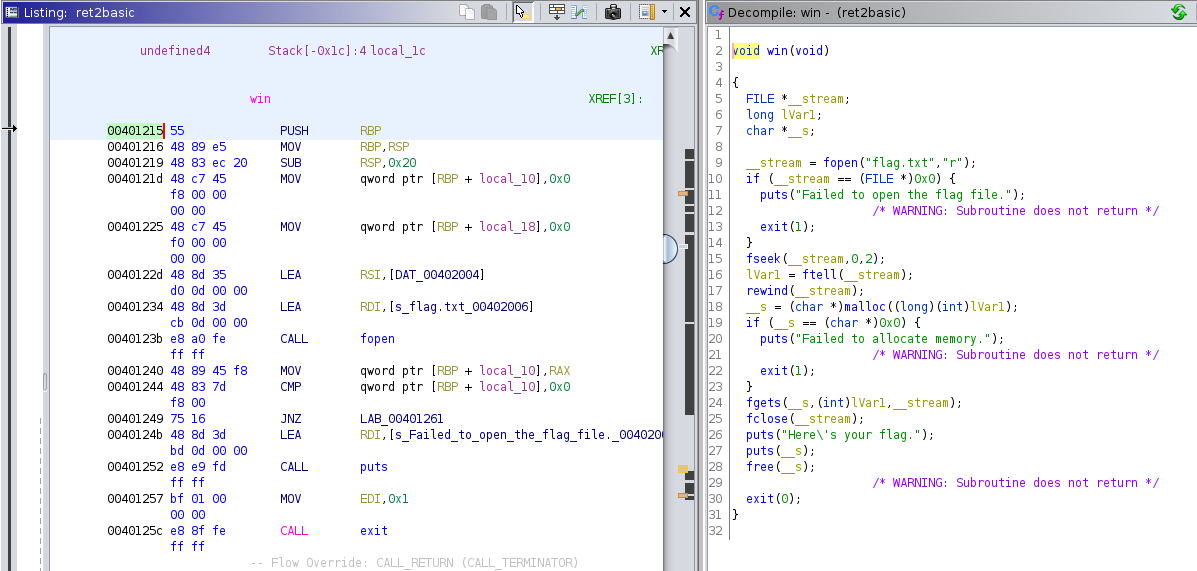 Listing: ret2basic
undefined4 Stack[-0x1c]:4 local_1c XR
win XREF[3]:
00401215 55 PUSH RBP
00401216 48 89 e5 MOV RBP,RSP
00401219 48 83 ec 20 SUB RSP,0x20
0040121d 48 c7 45 MOV qword ptr [RBP + local_10],0x0
f8 00 00
00 00
00401225 48 c7 45 MOV qword ptr [RBP + local_18],0x0
f0 00 00
00 00
0040122d 48 8d 35 LEA RSI,[DAT_00402004]
d0 0d 00 00
00401234 48 8d 3d LEA RDI,[s_flag.txt_00402006]
cb 0d 00 00
0040123b e8 a0 fe CALL fopen
ff ff
00401240 48 89 45 f8 MOV qword ptr [RBP + local_10],RAX
00401244 48 83 7d CMP qword ptr [RBP + local_10],0x0
f8 00
00401249 75 16 JNZ LAB_00401261
0040124b 48 8d 3d LEA RDI,[s_Failed_to_open_the_flag_file._004020
bd 0d 00 00
00401252 e8 e9 fd CALL puts
ff ff
00401257 bf 01 00 MOV EDI,0x1
00 00
0040125c e8 8f fe CALL exit
ff ff
-- Flow Override: CALL_RETURN (CALL_TERMINATOR)
Decompile: win - (ret2basic)
1
2 void win(void)
3
4 {
5 FILE *__stream;
6 long lVar1;
7 char *__s;
8
9 __stream = fopen("flag.txt","r");
10 if (__stream == (FILE *)0x0) {
11 puts("Failed to open the flag file.");
12 /* WARNING: Subroutine does not return */
13 exit(1);
14 }
15 fseek(__stream,0,2);
16 lVar1 = ftell(__stream);
17 rewind(__stream);
18 __s = (char *)malloc((long)(int)lVar1);
19 if (__s == (char *)0x0) {
20 puts("Failed to allocate memory.");
21 /* WARNING: Subroutine does not return */
22 exit(1);
23 }
24 fgets(__s,(int)lVar1,__stream);
25 fclose(__stream);
26 puts("Here\'s your flag.");
27 puts(__s);
28 free(__s);
29 /* WARNING: Subroutine does not return */
30 exit(0);
31 }
32